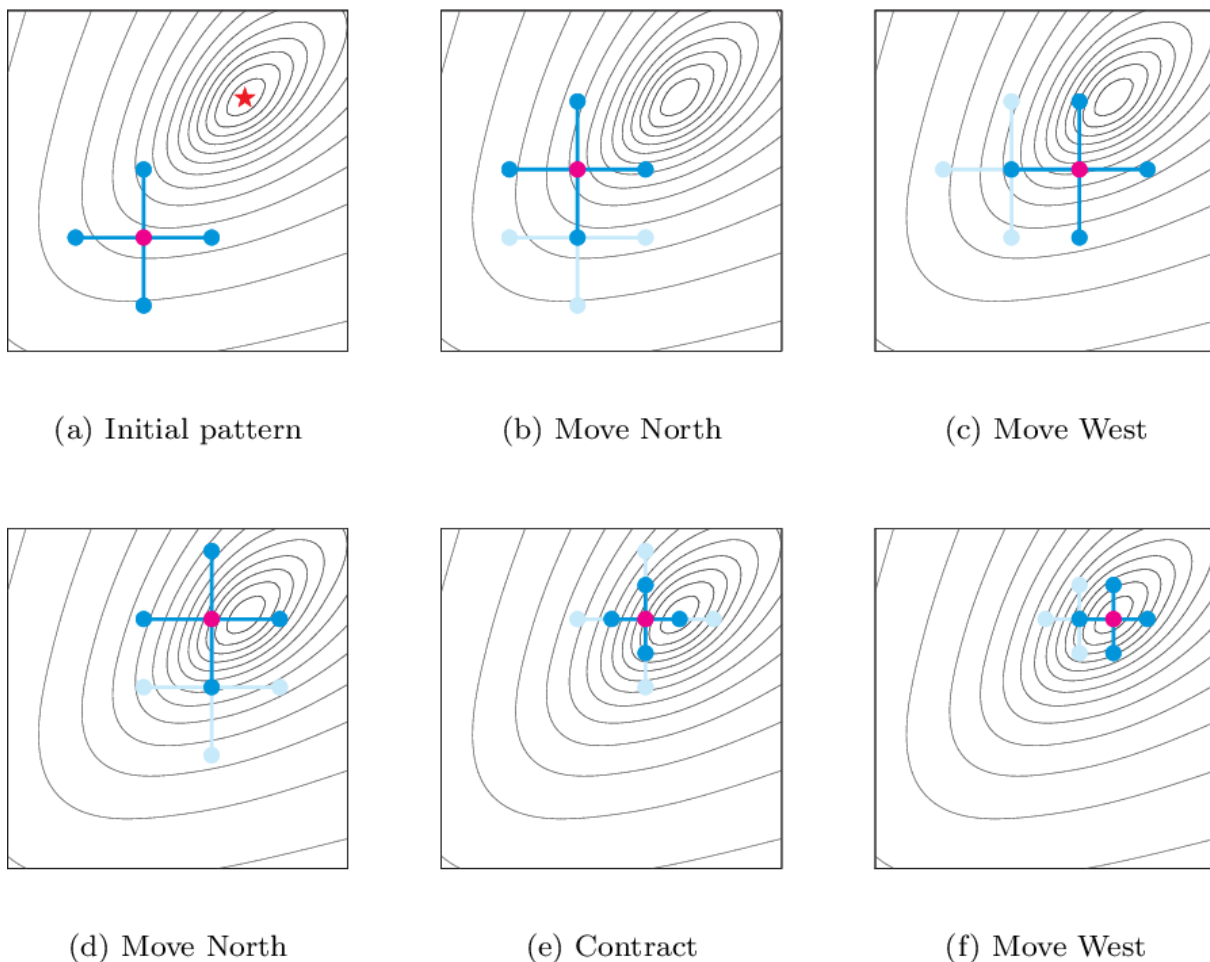 (a) Initial pattern
(b) Move North
(c) Move West
(d) Move North
(e) Contract
(f) Move West